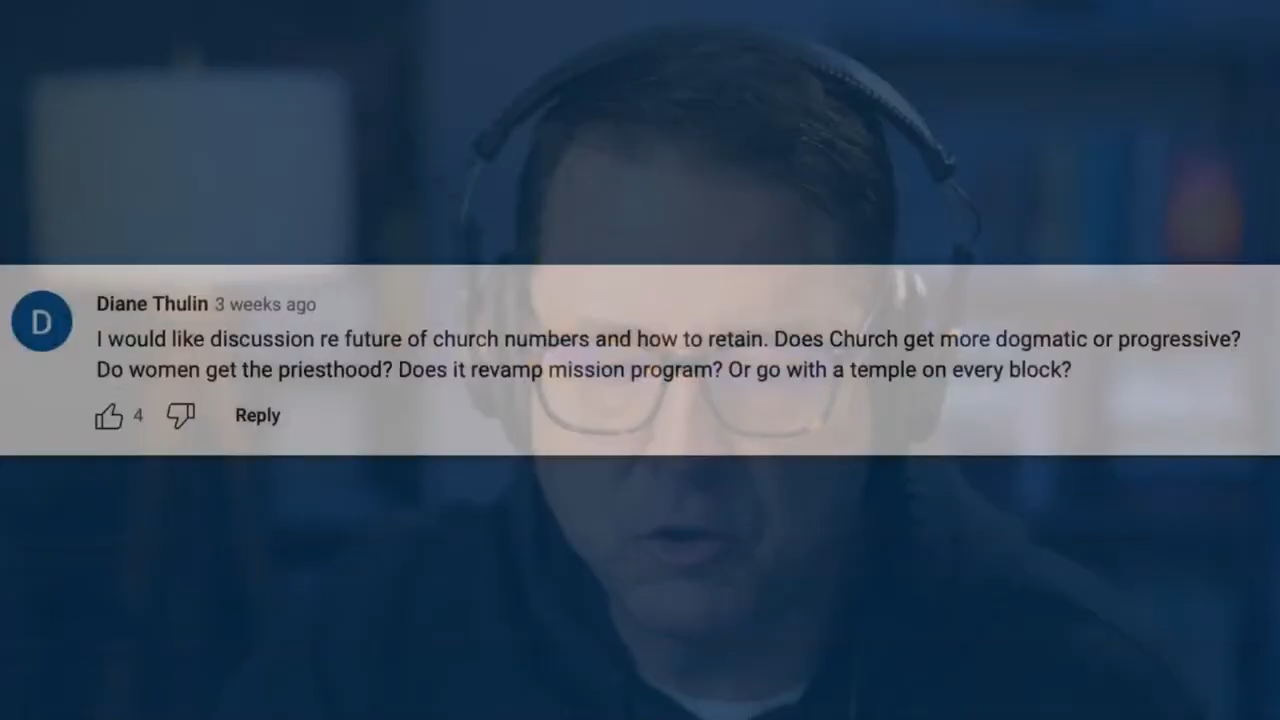 D
Diane Thulin 3 weeks ago
I would like discussion re future of church numbers and how to retain. Does Church get more dogmatic or progressive?
Do women get the priesthood? Does it revamp mission program? Or go with a temple on every block?
4 Reply